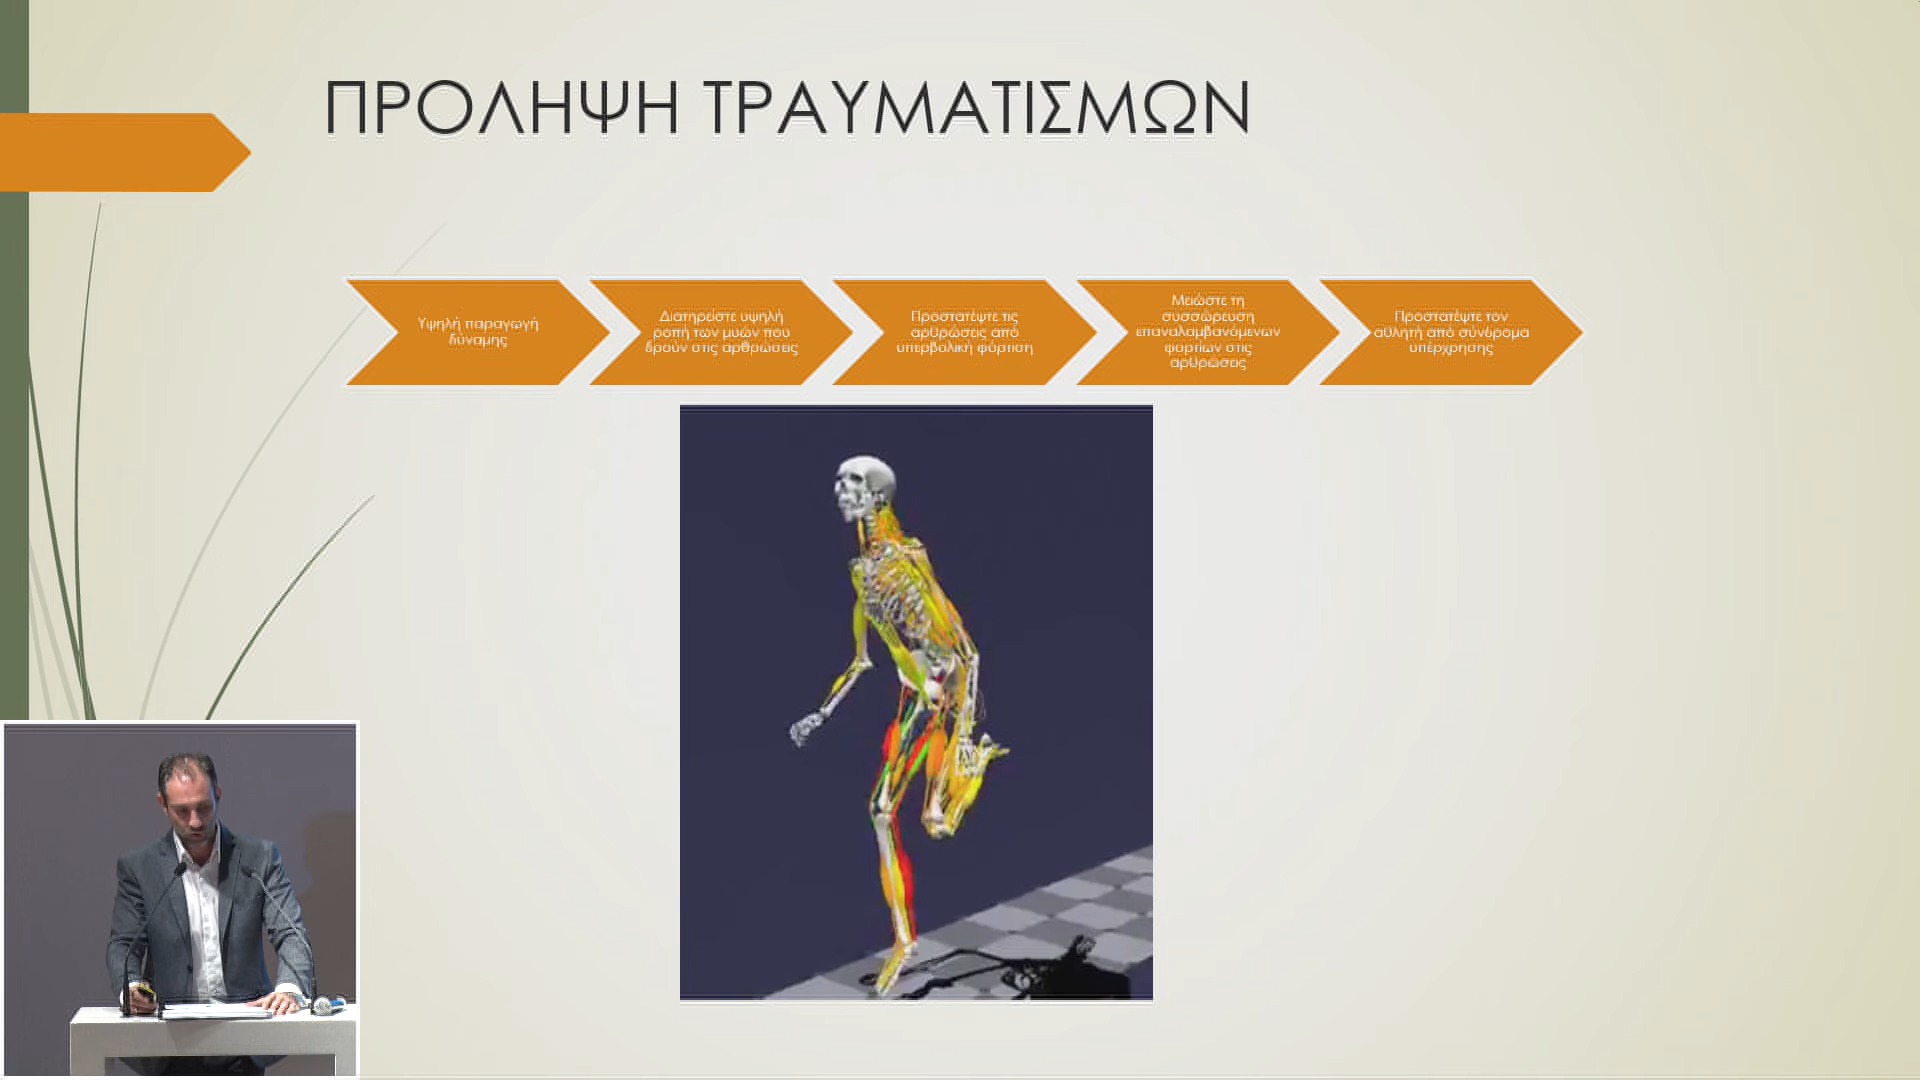 ΠΡΟΛΗΨΗ ΤΡΑΥΜΑΤΙΣΜΩΝ
Υψηλή παραγωγή
δύναμης
Διατηρείστε υψηλή
ροπή των μυών που
δρούν στις αρθρώσεις
Προστατέψτε τις
αρθρώσεις από
υπερβολική φόρτιση
Μειώστε τη
συσσώρευση
επαναλαμβανόμενων
φορτίων στις
αρθρώσεις
Προστατέψτε τον
αθλητή από σύνδρομα
υπέρχρησης